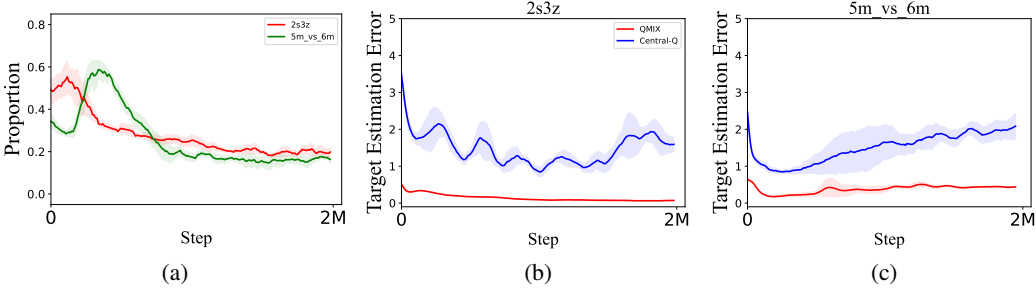 Proportion
0.8
0.6
0.4
0.2
0.0
2s3z
5m_vs_6m
0
2M
Step
(a)
2s3z
Target Estimation Error
5
4
3
2
1
0
QMIX
Central-Q
0
2M
Step
(b)
5m_vs_6m
Target Estimation Error
5
4
3
2
1
0
0
2M
Step
(c)